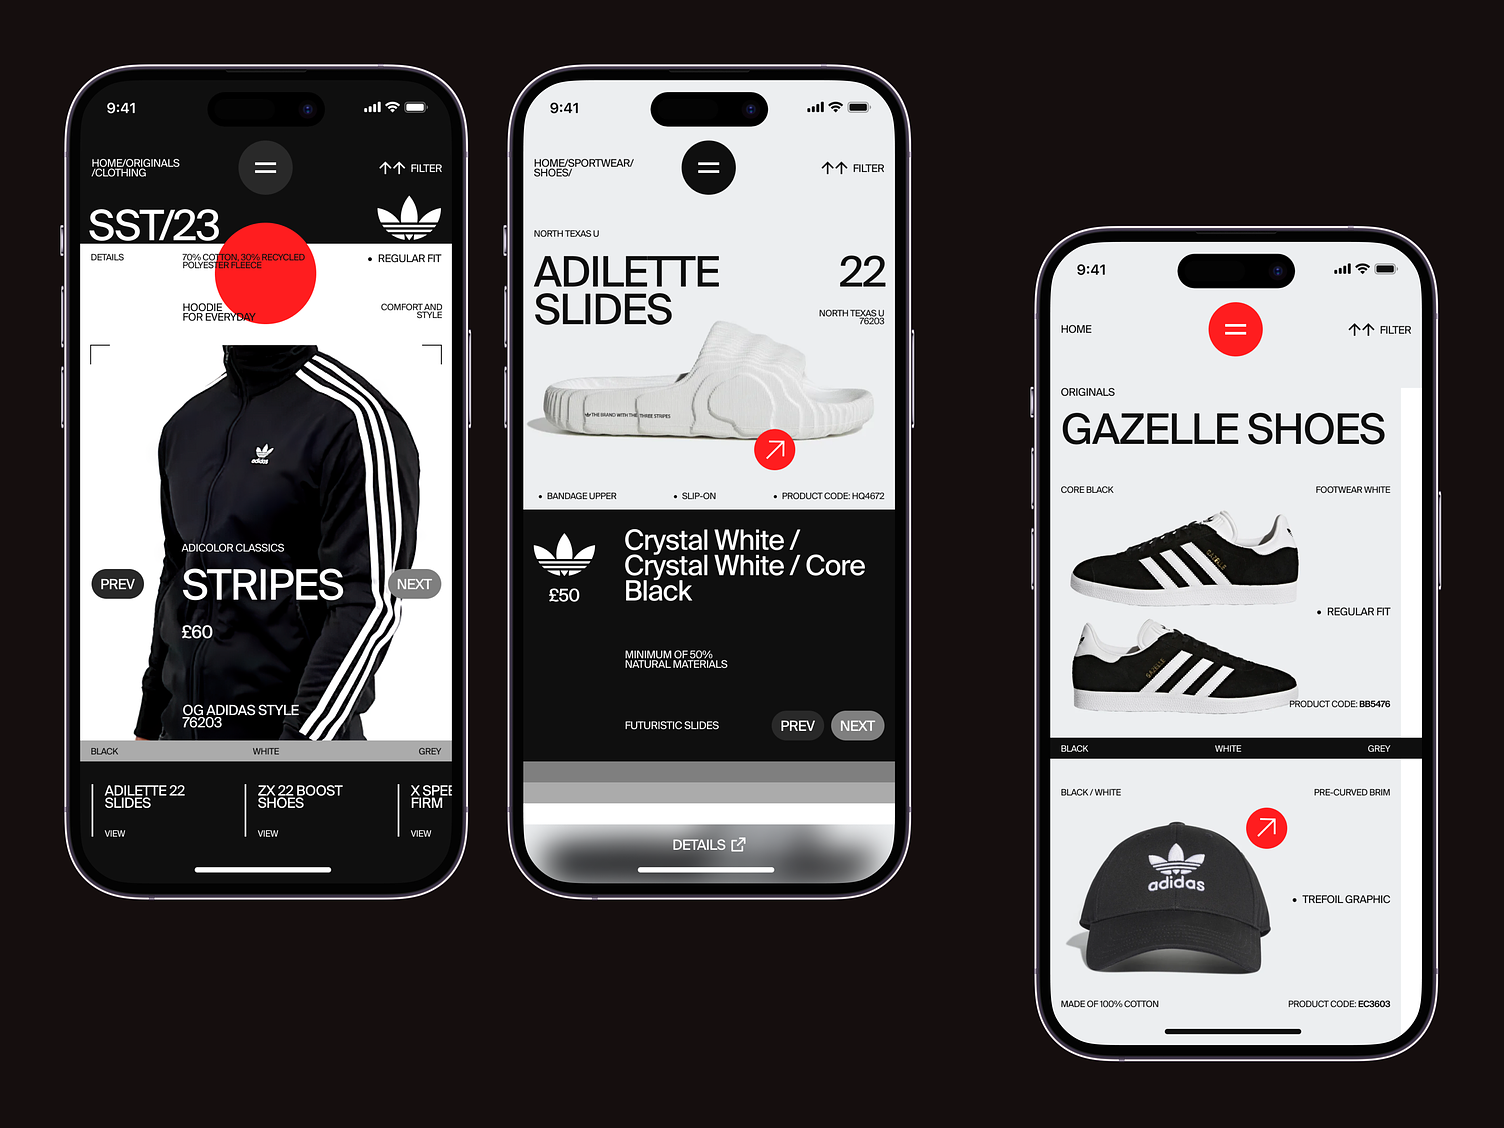 9:41
HOME/ORIGINALS
/CLOTHING
FILTER
SST/23
DETAILS
70% COTTON, 30% RECYCLED
POLYESTER FLEECE
REGULAR FIT
HOODIE
FOR EVERYDAY
COMFORT AND
STYLE
adidas
ADICOLOR CLASSICS
PREV
STRIPES
NEXT
£60
OG ADIDAS STYLE
76203
BLACK
WHITE
GREY
ADILETTE 22
SLIDES
VIEW
ZX 22 BOOST
SHOES
VIEW
X SPEE
FIRM
VIEW
9:41
HOME/SPORTWEAR/
SHOES/
FILTER
NORTH TEXAS U
ADILETTE
SLIDES
22
NORTH TEXAS U
76203
THE BRAND WITH THE THREE STRIPES
BANDAGE UPPER
SLIP-ON
PRODUCT CODE: HQ4672
£50
Crystal White /
Crystal White / Core
Black
MINIMUM OF 50%
NATURAL MATERIALS
FUTURISTIC SLIDES
PREV
NEXT
DETAILS
9:41
HOME
FILTER
ORIGINALS
GAZELLE SHOES
CORE BLACK
FOOTWEAR WHITE
GAZELLE
REGULAR FIT
GAZELLE
PRODUCT CODE: BB5476
BLACK
WHITE
GREY
BLACK / WHITE
PRE-CURVED BRIM
adidas
TREFOIL GRAPHIC
MADE OF 100% COTTON
PRODUCT CODE: EC3603